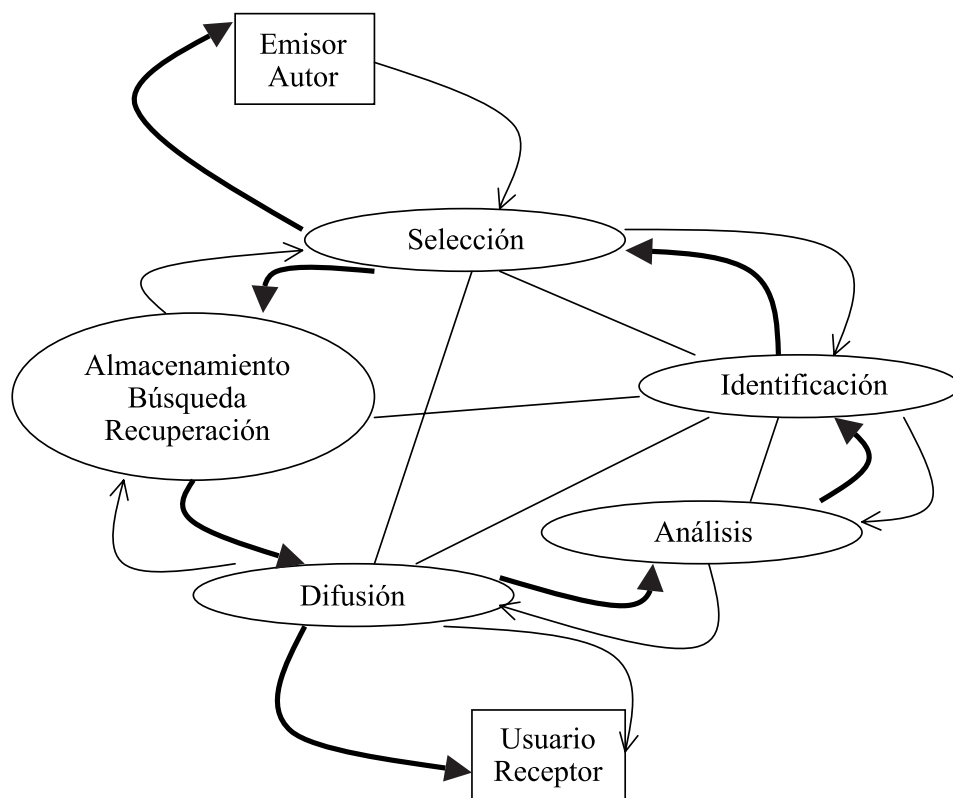 Emisor
Autor
Selección
Almacenamiento
Búsqueda
Recuperación
Identificación
Análisis
Difusión
Usuario
Receptor